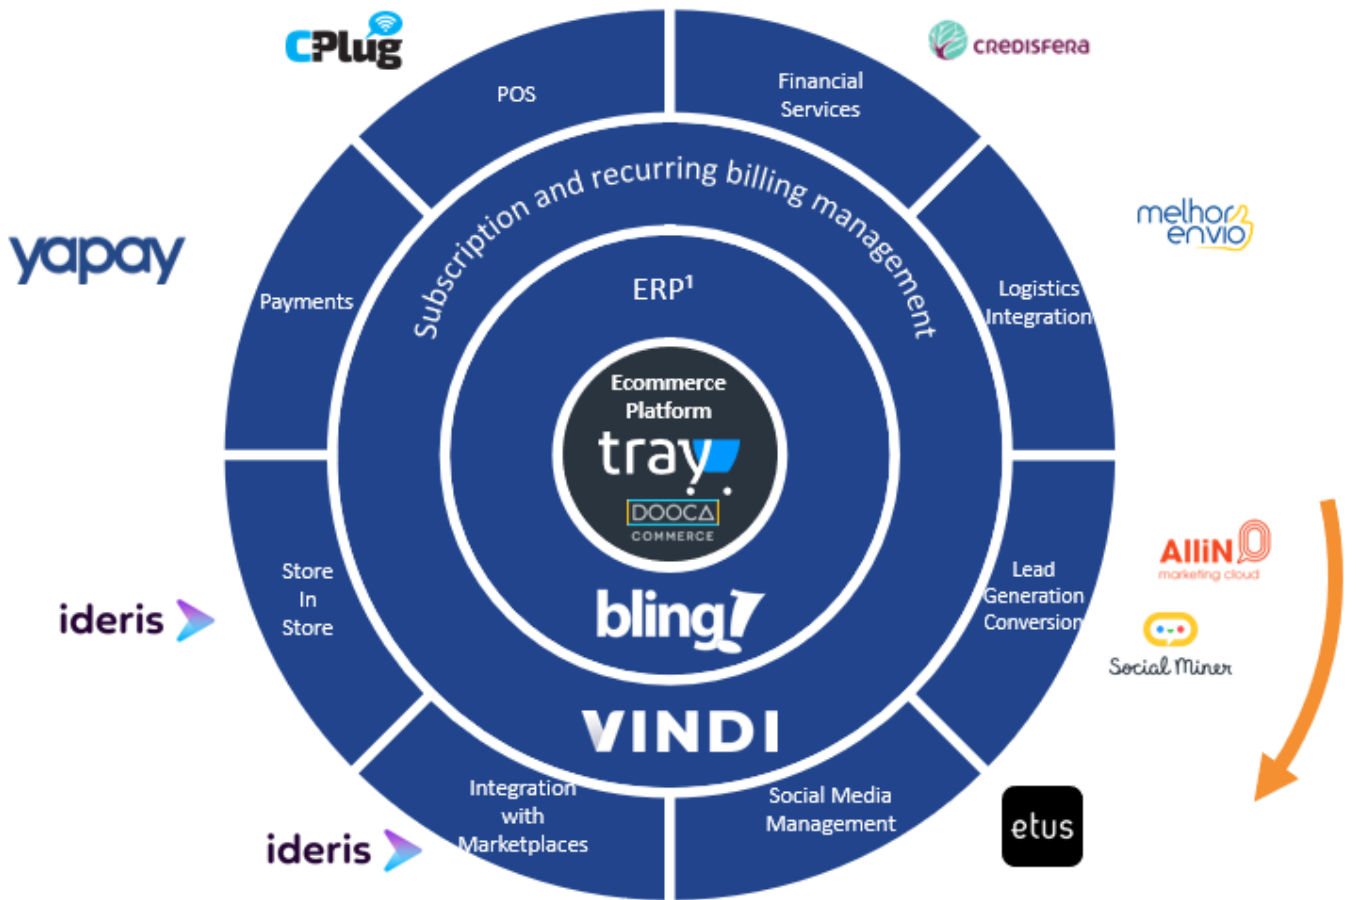 CPlug
CREDISFERA
POS
Financial
Services
Subscription and recurring billing management
melhor
envio
yapay
Payments
ERP¹
Logistics
Integration
Ecommerce
Platform
tray
DOOCA
COMMERCE
AlliN
marketing cloud
Store
In
Store
Lead
Generation
Conversion
ideris
bling!
Social Miner
VINDI
Integration
with
Marketplaces
Social Media
Management
etus
ideris